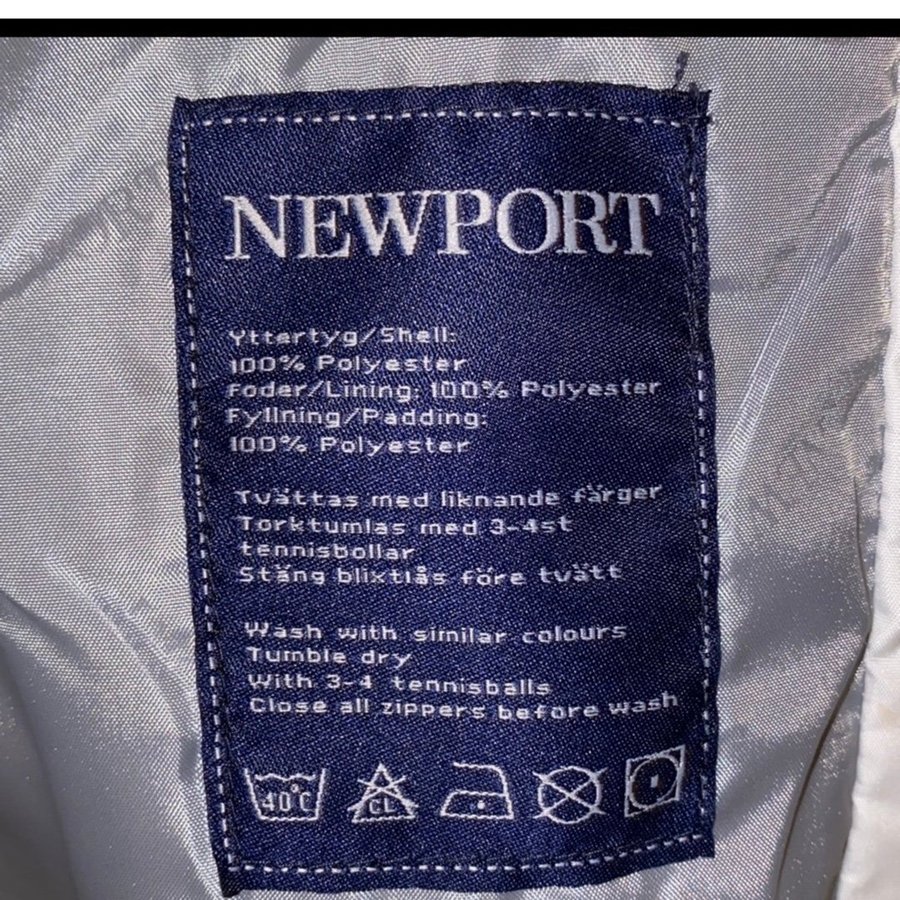 NEWPORT
Yttertyg/Shell:
100% Polyester
Foder/Lining: 100% Polyester
Fyllning/Padding:
100% Polyester
Tvättas med liknande färger
Torktumlas med 3-4st
tennisbollar
Stäng blixtlås före tvätt
Wash with similar colours
Tumble dry
With 3-4 tennisballs
Close all zippers before wash
40°C CL